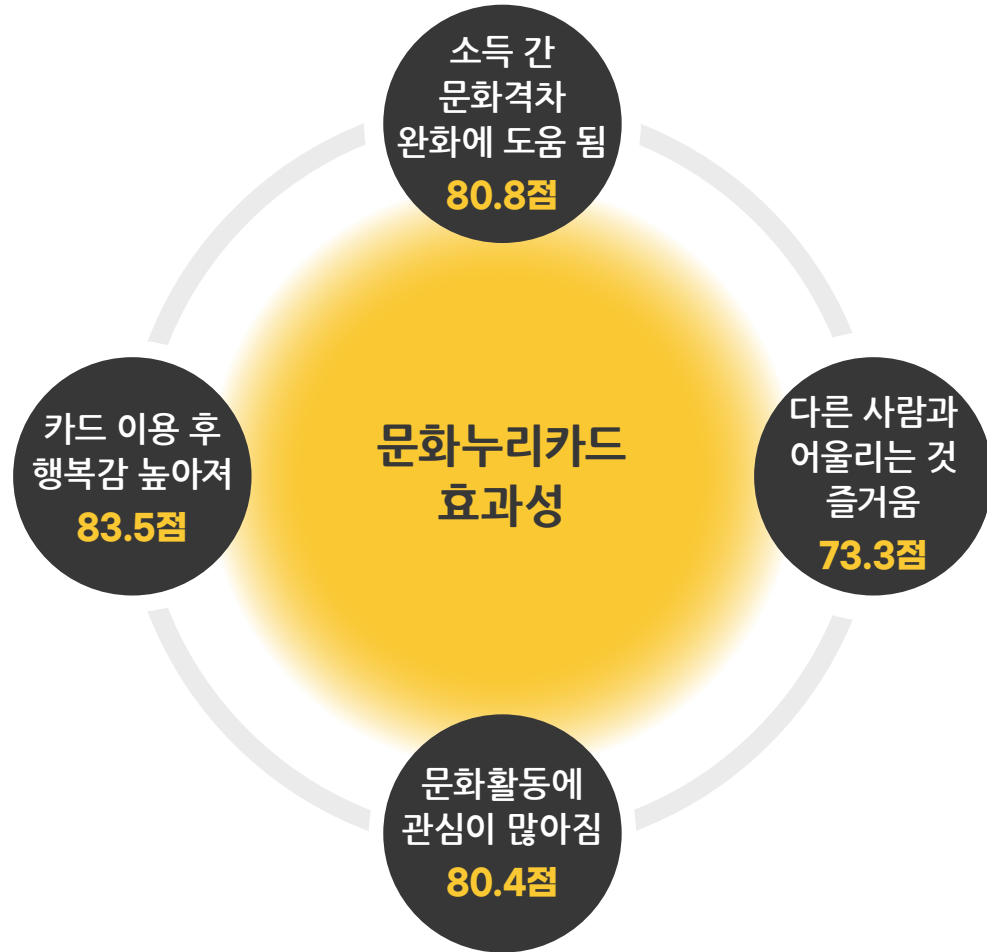 소득 간
문화격차
완화에 도움 됨
80.8점
카드 이용 후
행복감 높아져
83.5점
문화누리카드
효과성
다른 사람과
어울리는 것
즐거움
73.3점
문화활동에
관심이 많아짐
80.4점